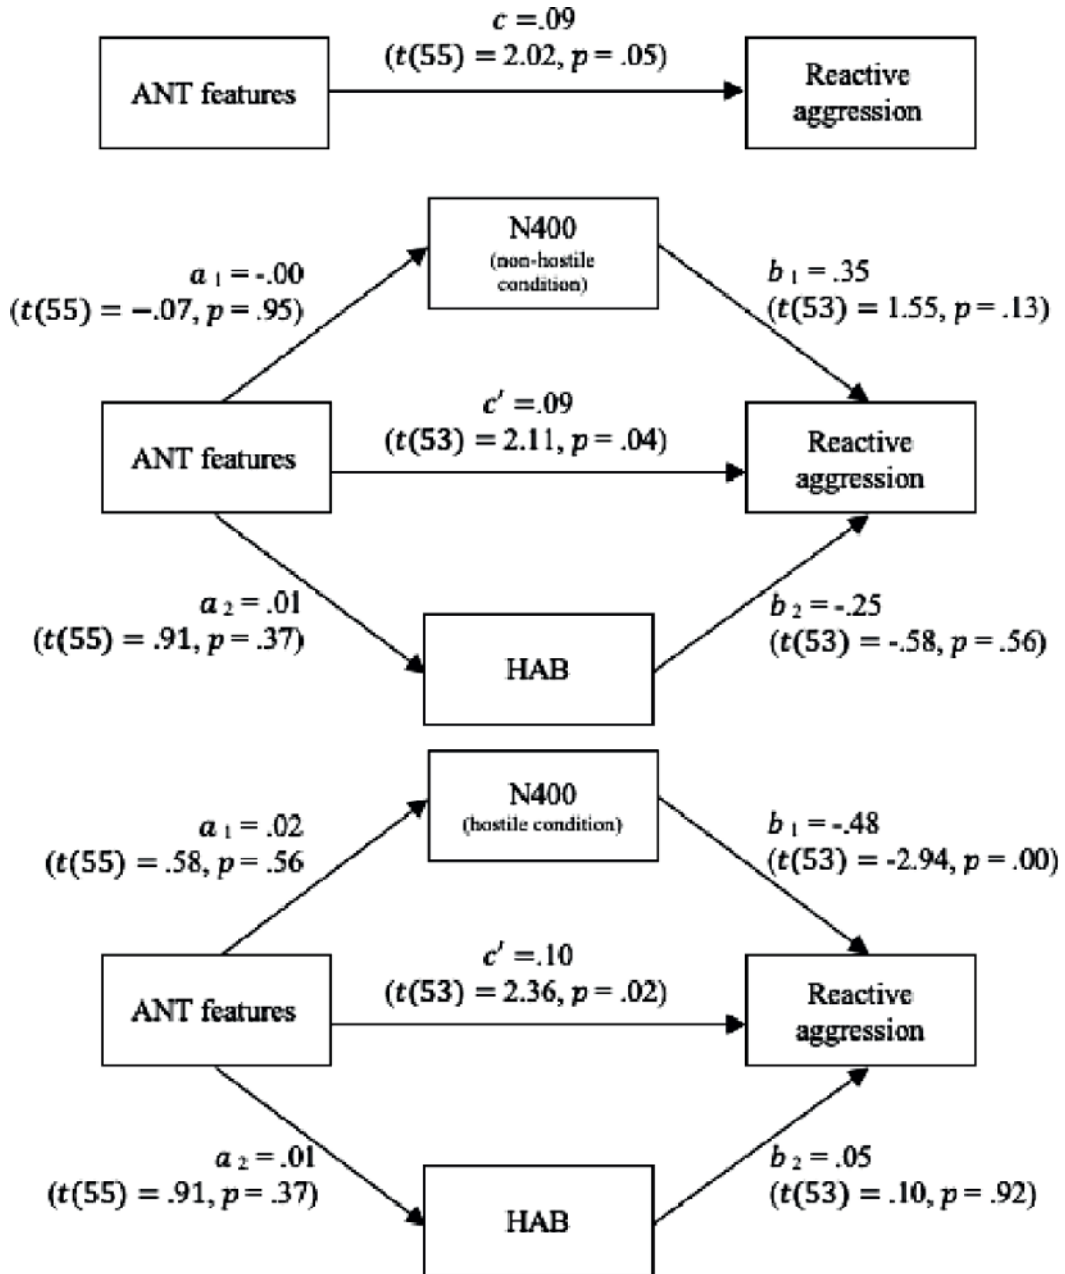 c =.09
(t(55) = 2.02, p = .05)
ANT features
Reactive
aggression
N400
(non-hostile
condition)
a 1 = -.00
(t(55) = −.07, p = .95)
b 1 = .35
(t(53) = 1.55, p = .13)
c′ =.09
(t(53) = 2.11, p = .04)
ANT features
Reactive
aggression
a 2 = .01
(t(55) = .91, p = .37)
b 2 = -.25
(t(53) = -.58, p = .56)
HAB
N400
(hostile condition)
a 1 = .02
(t(55) = .58, p = .56
b 1 = -.48
(t(53) = -2.94, p = .00)
c′ =.10
(t(53) = 2.36, p = .02)
ANT features
Reactive
aggression
a 2 = .01
(t(55) = .91, p = .37)
b 2 = .05
(t(53) = .10, p = .92)
HAB